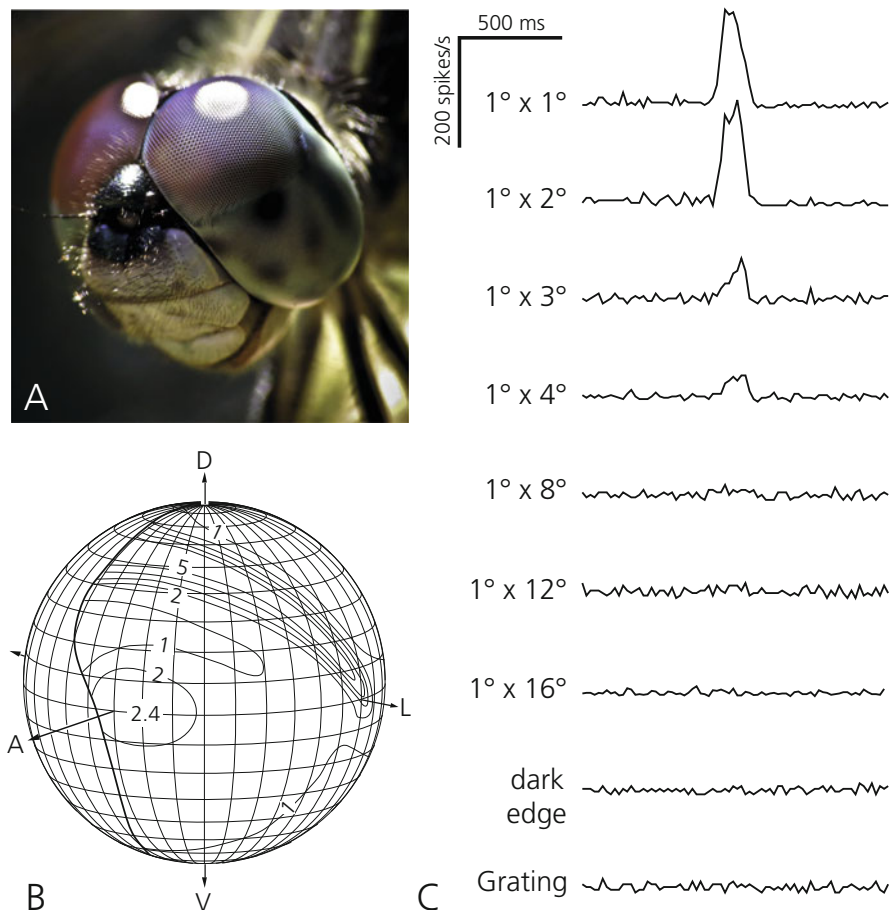 A
D
1
5
2
1
2
2.4
L
A
V
B
500 ms
200 spikes/s
1° x 1°
1° x 2°
1° x 3°
1° x 4°
1° x 8°
1° x 12°
1° x 16°
dark
edge
Grating
C
1